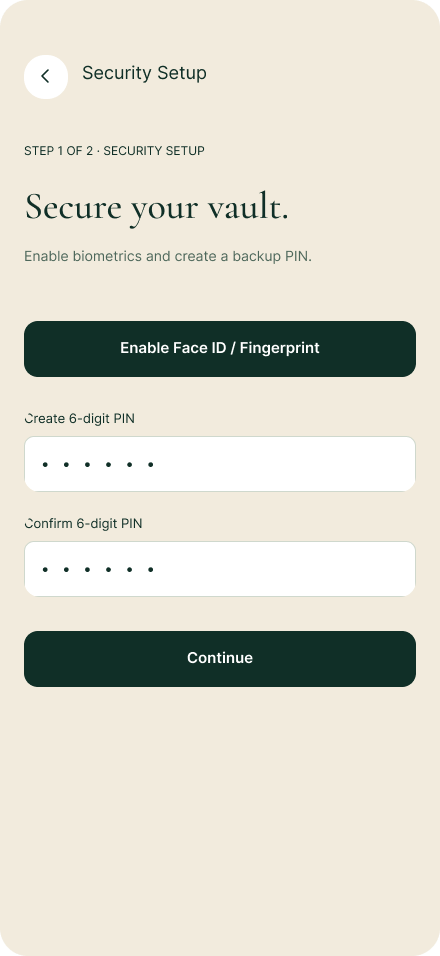 Security Setup
STEP 1 OF 2 · SECURITY SETUP
Secure your vault.
Enable biometrics and create a backup PIN.
Enable Face ID / Fingerprint
Create 6-digit PIN
• • • • • •
Confirm 6-digit PIN
• • • • • •
Continue